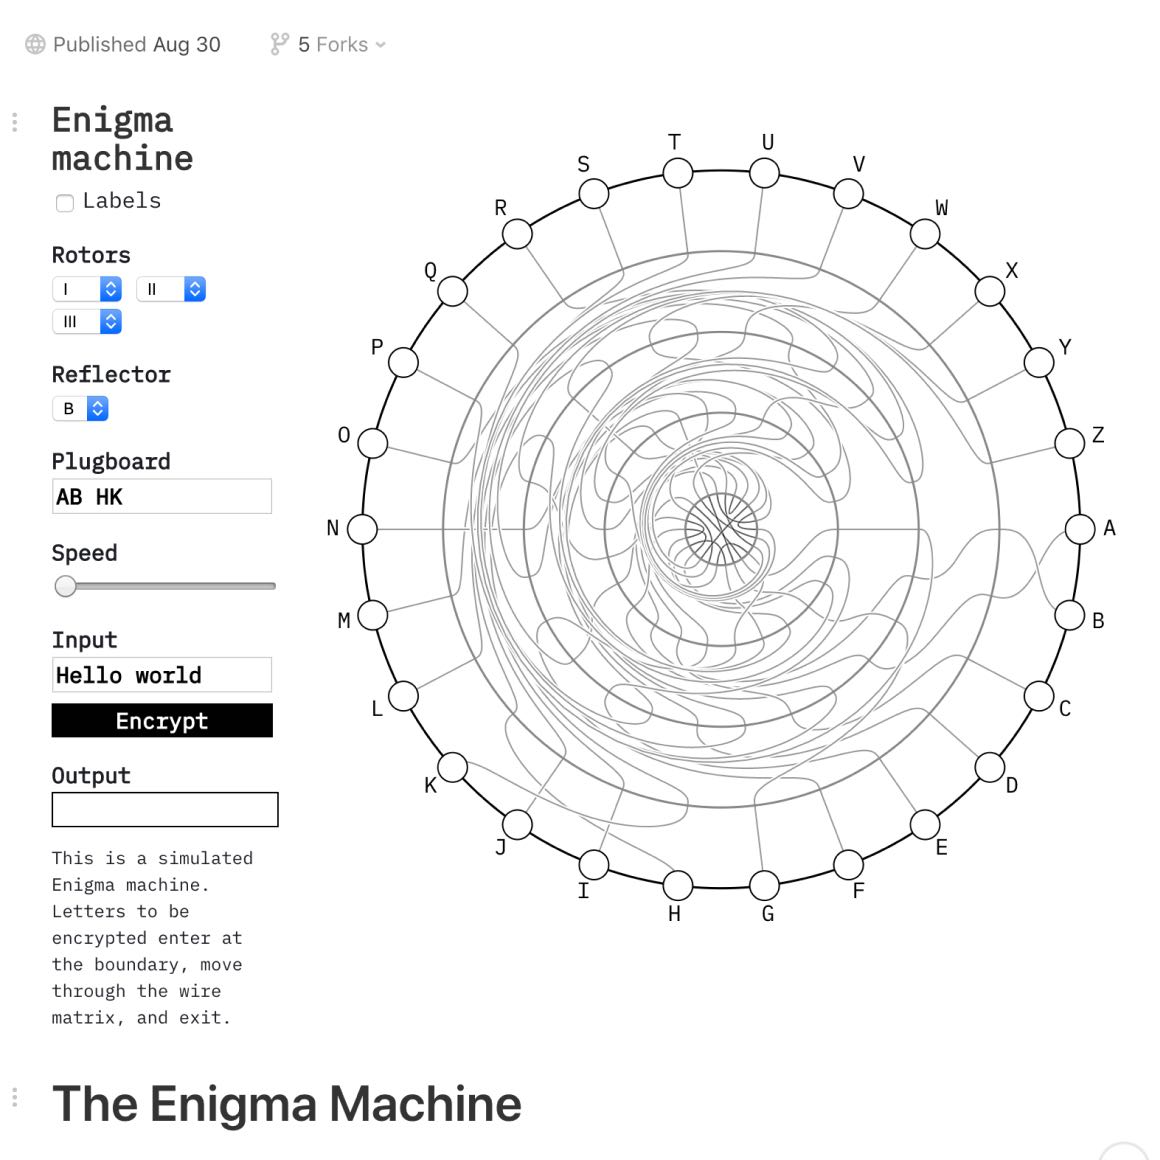 Published Aug 30
5 Forks
Enigma
machine
Labels
Rotors
I
II
III
Reflector
B
Plugboard
AB HK
Speed
Input
Hello world
Encrypt
Output
This is a simulated
Enigma machine.
Letters to be
encrypted enter at
the boundary, move
through the wire
matrix, and exit.
T
U
S
V
R
W
Q
X
P
Y
O
Z
N
A
M
B
L
C
K
D
J
E
I
F
H
G
The Enigma Machine